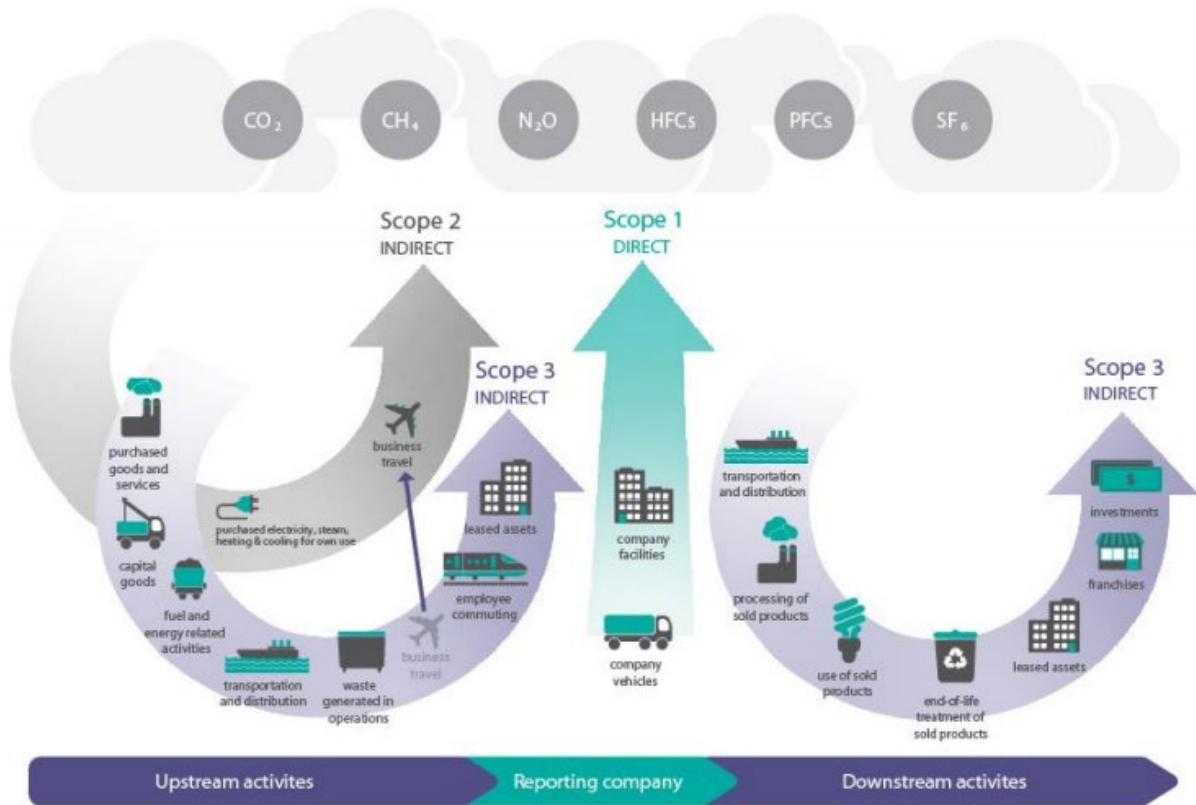 CO₂
CH₄
N₂O
HFCs
PFCs
SF₆
Scope 2
INDIRECT
Scope 1
DIRECT
Scope 3
INDIRECT
Scope 3
INDIRECT
purchased
goods and
services
capital
goods
fuel and
energy related
activities
purchased electricity, steam,
heating & cooling for own use
business
travel
transportation
and distribution
waste
generated in
operations
business
travel
employee
commuting
leased assets
company
facilities
company
vehicles
transportation
and distribution
processing of
sold products
use of sold
products
end-of-life
treatment of
sold products
leased assets
franchises
$
investments
Upstream activites
Reporting company
Downstream activites